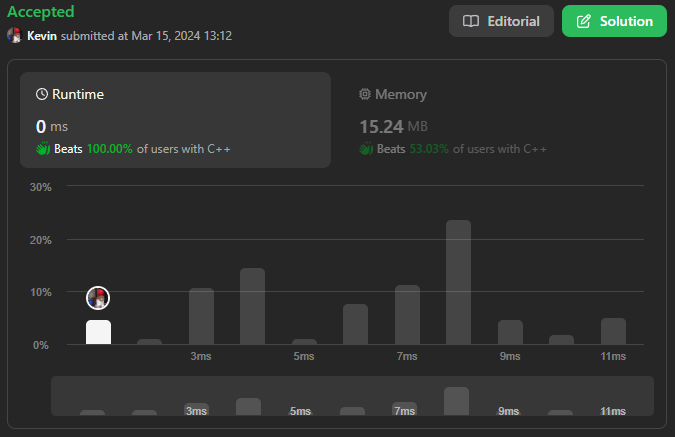 Accepted
Kevin submitted at Mar 15, 2024 13:12
Editorial
Solution
Runtime
0 ms
Beats 100.00% of users with C++
Memory
15.24 MB
Beats 53.03% of users with C++
30%
20%
10%
0%
3ms 5ms 7ms 9ms 11ms
3ms 5ms 7ms 9ms 11ms